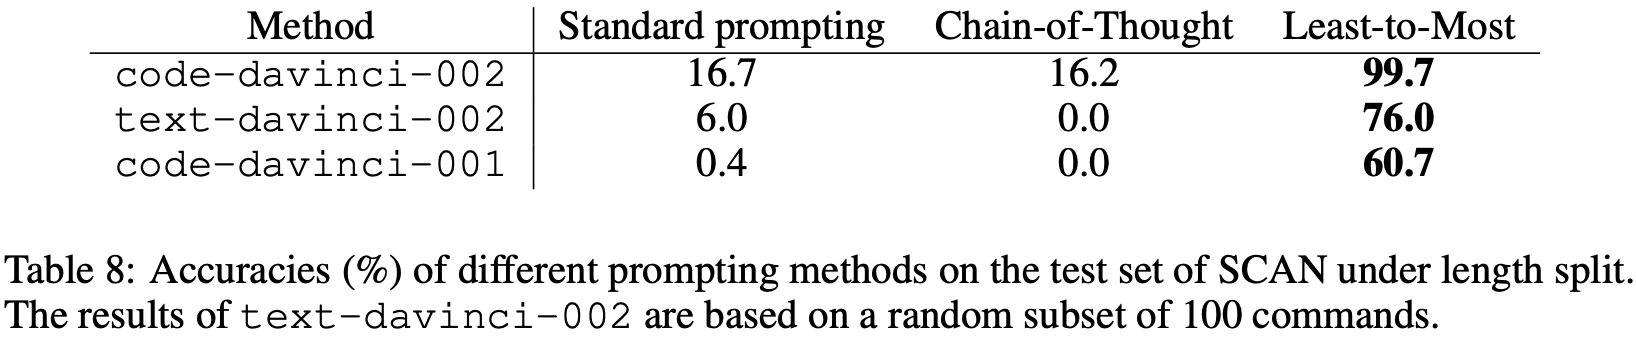 Method Standard prompting Chain-of-Thought Least-to-Most
code-davinci-002 16.7 16.2 99.7
text-davinci-002 6.0 0.0 76.0
code-davinci-001 0.4 0.0 60.7
Table 8: Accuracies (%) of different prompting methods on the test set of SCAN under length split.
The results of text-davinci-002 are based on a random subset of 100 commands.